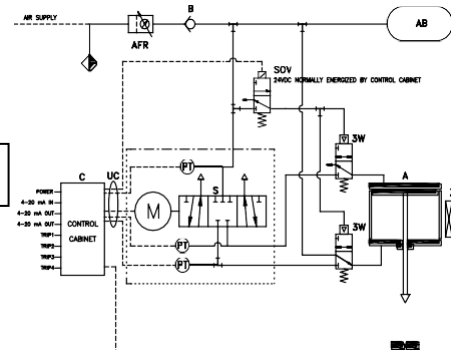 AIR SUPPLY
B
AB
AFR
SOV
24VDC NORMALLY ENERGIZED BY CONTROL CABINET
3W
PT
C
UC
S
A
POWER
4-20 mA IN
4-20 mA OUT
4-20 mA OUT
M
CONTROL
CABINET
TRIP1
TRIP2
TRIP3
TRIP4
PT
3W
PT